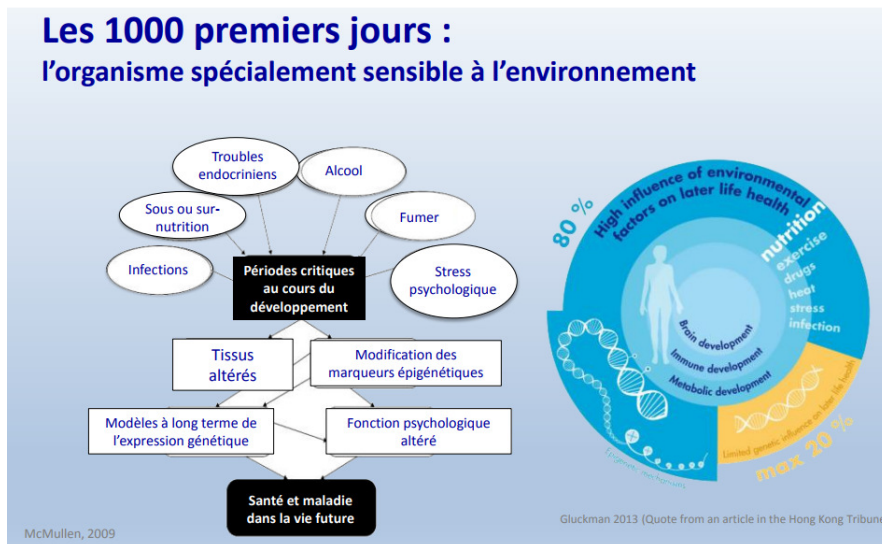 Les 1000 premiers jours :
l'organisme spécialement sensible à l'environnement
Troubles
endocriniens
Alcool
Sous ou sur-
nutrition
Fumer
Infections
Périodes critiques
au cours du
développement
Stress
psychologique
Tissus
altérés
Modification des
marqueurs épigénétiques
Modèles à long terme de
l'expression génétique
Fonction psychologique
altéré
Santé et maladie
dans la vie future
McMullen, 2009
80 %
High influence of environmental
factors on later life health
nutrition
exercise
drugs
heat
stress
infection
Brain development
Immune development
Metabolic development
Epigenetic mechanisms
Limited genetic influence on later life health
max 20 %
Gluckman 2013 (Quote from an article in the Hong Kong Tribune